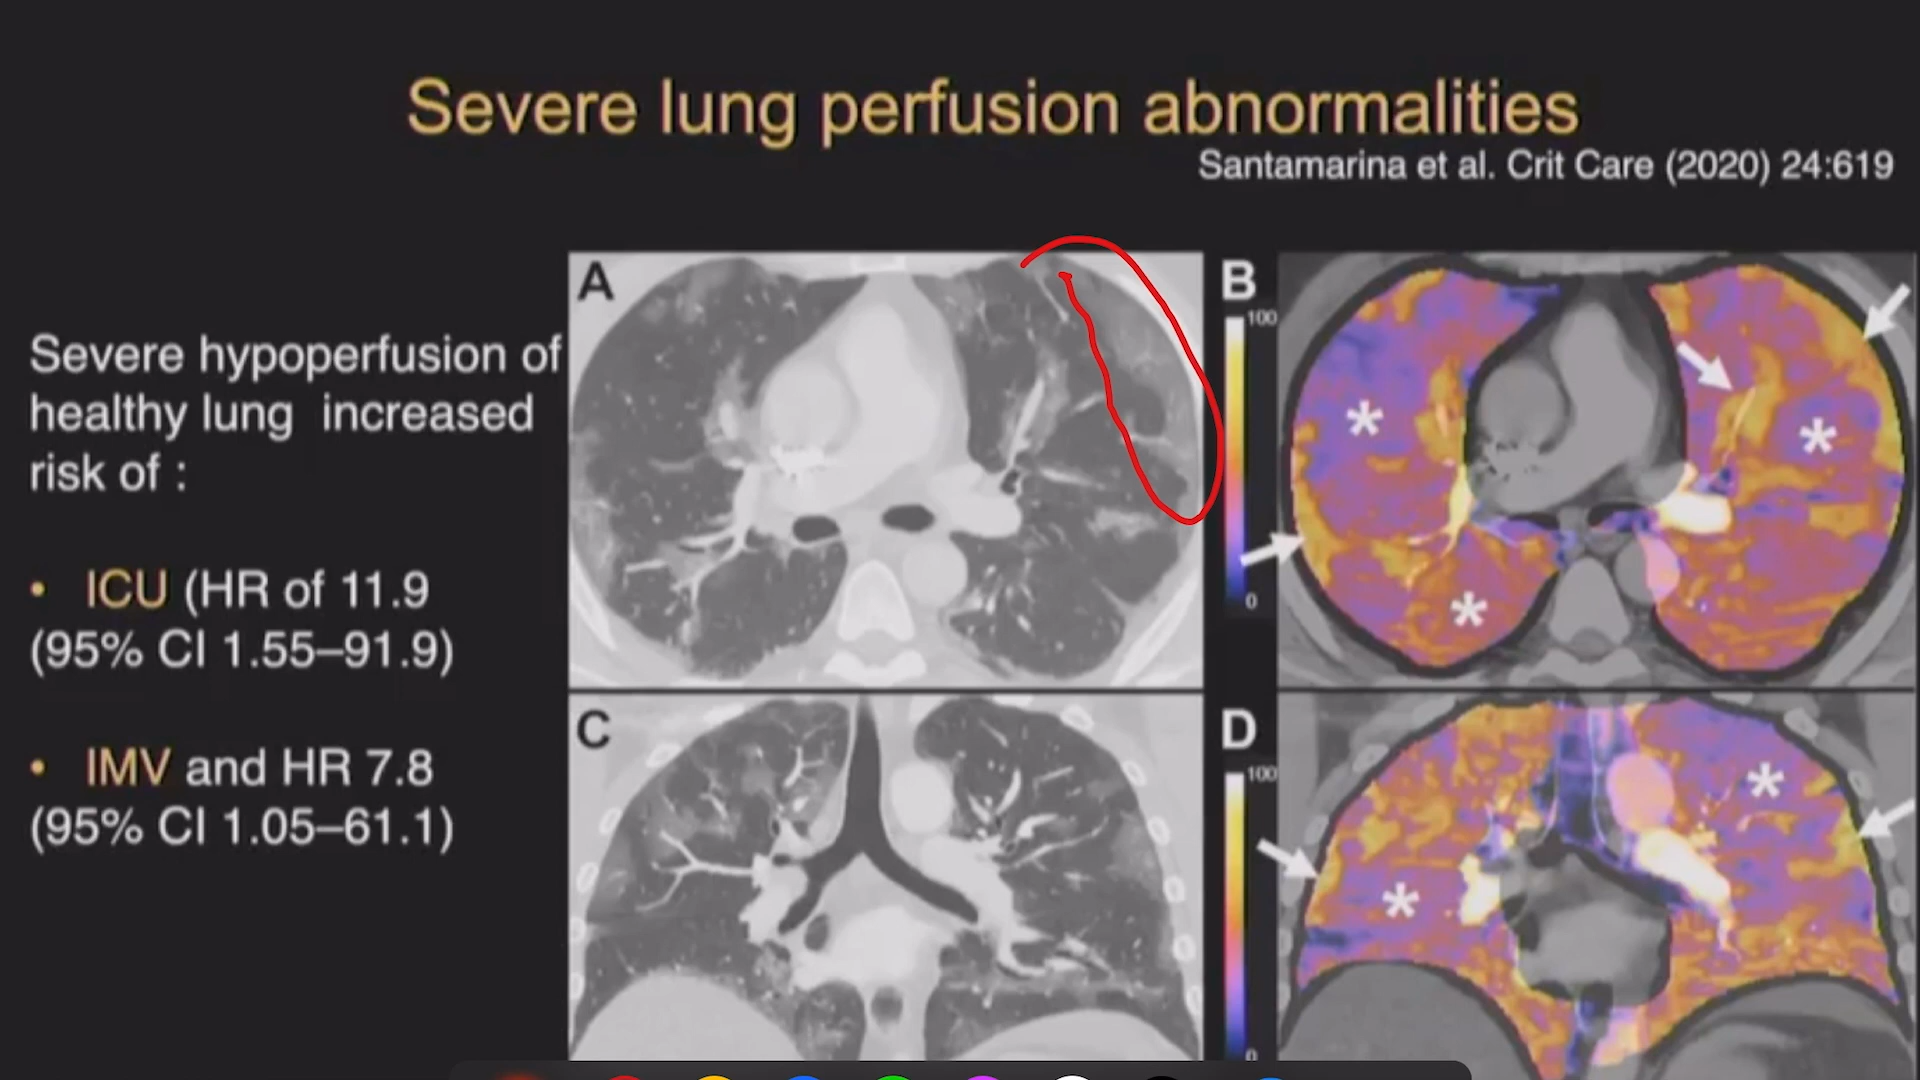 Severe lung perfusion abnormalities
Santamarina et al. Crit Care (2020) 24:619
Severe hypoperfusion of
healthy lung increased
risk of :
• ICU (HR of 11.9
(95% CI 1.55–91.9)
• IMV and HR 7.8
(95% CI 1.05–61.1)
A
B
100
0
*
*
*
C
D
100
0
*
*